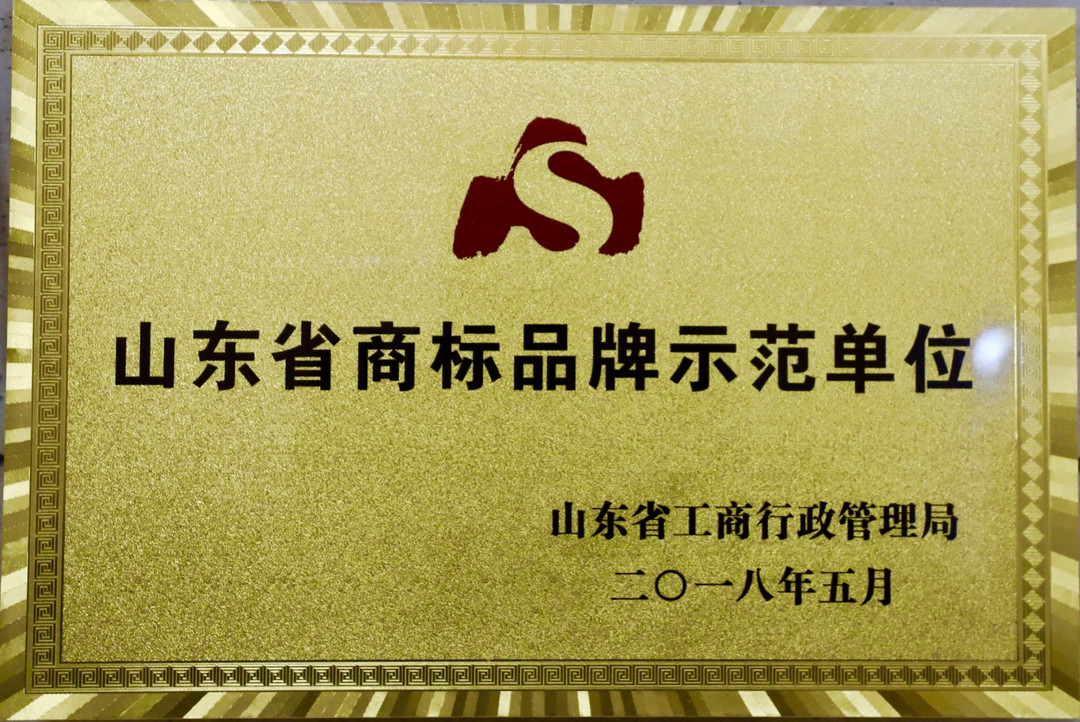 山东省商标品牌示范单位
山东省工商行政管理局
二〇一八年五月